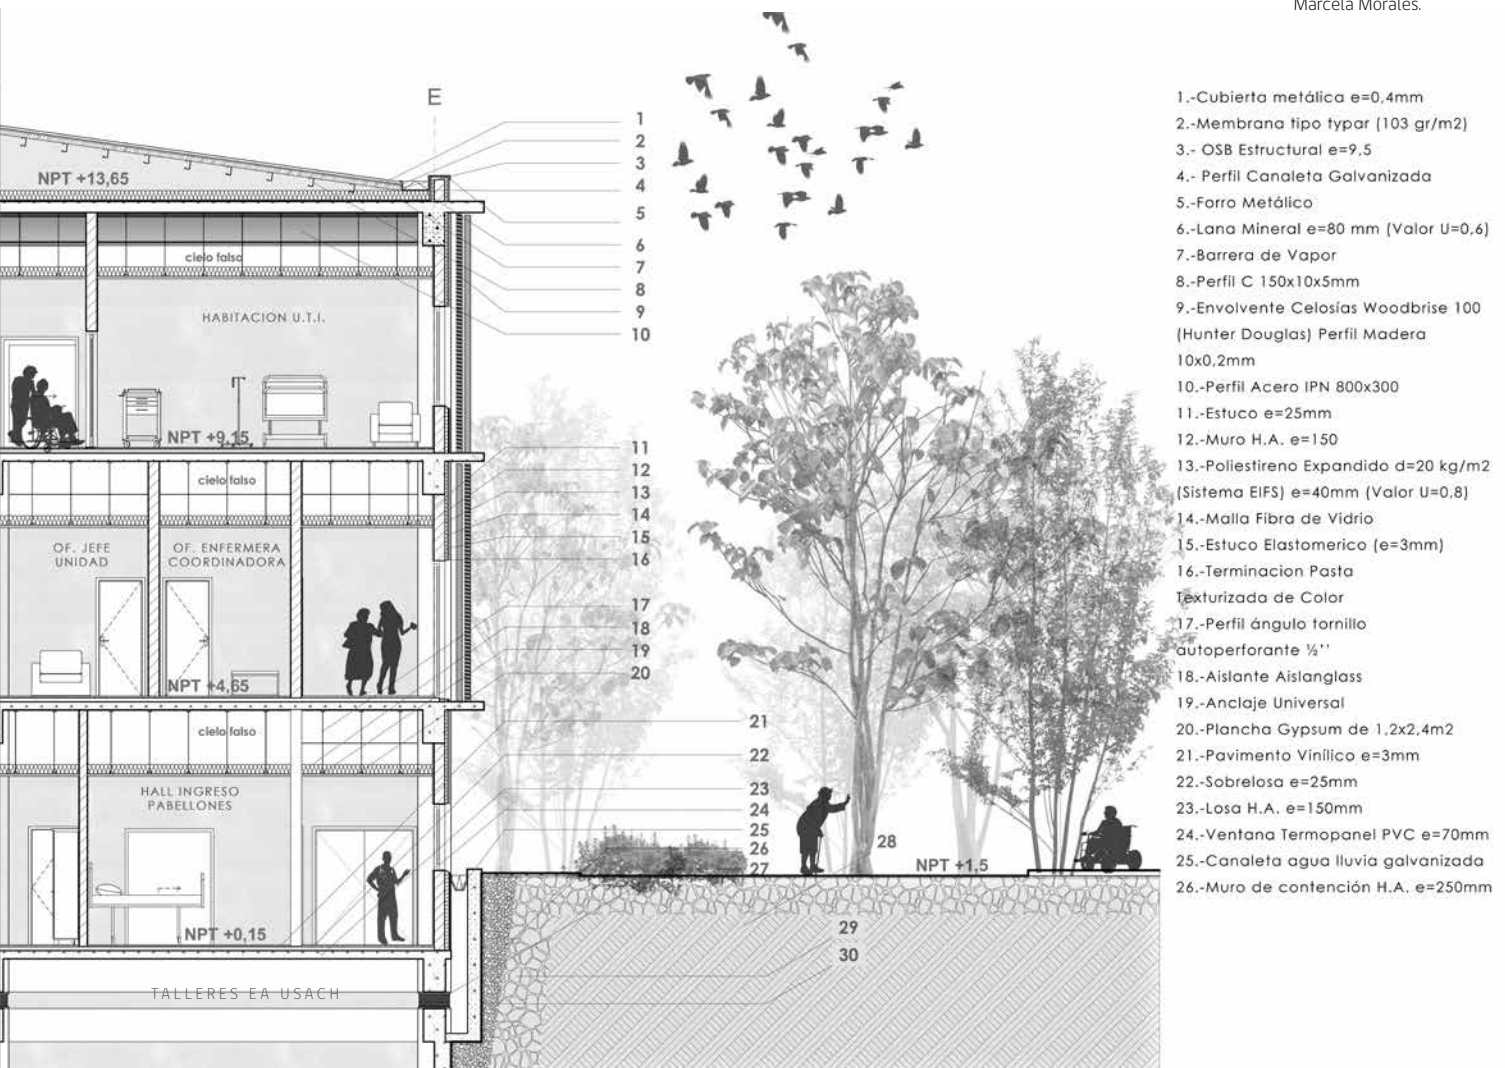 Marcela Morales.
E
1
2
3
4
5
6
7
8
9
10
NPT +13,65
cielo falso
HABITACION U.T.I.
NPT +9,15
11
12
13
14
15
16
cielo falso
OF. JEFE
UNIDAD
OF. ENFERMERA
COORDINADORA
17
18
19
20
NPT +4,65
cielo falso
21
22
23
24
25
26
27
28
HALL INGRESO
PABELLONES
NPT +1,5
NPT +0,15
29
30
TALLERES EA USACH
1.-Cubierta metálica e=0,4mm
2.-Membrana tipo typar (103 gr/m2)
3.- OSB Estructural e=9,5
4.- Perfil Canaleta Galvanizada
5.-Forro Metálico
6.-Lana Mineral e=80 mm (Valor U=0,6)
7.-Barrera de Vapor
8.-Perfil C 150x10x5mm
9.-Envolvente Celosías Woodbrise 100
(Hunter Douglas) Perfil Madera
10x0,2mm
10.-Perfil Acero IPN 800x300
11.-Estuco e=25mm
12.-Muro H.A. e=150
13.-Poliestireno Expandido d=20 kg/m2
(Sistema EIFS) e=40mm (Valor U=0,8)
14.-Malla Fibra de Vidrio
15.-Estuco Elastomerico (e=3mm)
16.-Terminacion Pasta
Texturizada de Color
17.-Perfil ángulo tornillo
autoperforante ½''
18.-Aislante Aislanglass
19.-Anclaje Universal
20.-Plancha Gypsum de 1,2x2,4m2
21.-Pavimento Vinílico e=3mm
22.-Sobrelosa e=25mm
23.-Losa H.A. e=150mm
24.-Ventana Termopanel PVC e=70mm
25.-Canaleta agua lluvia galvanizada
26.-Muro de contención H.A. e=250mm